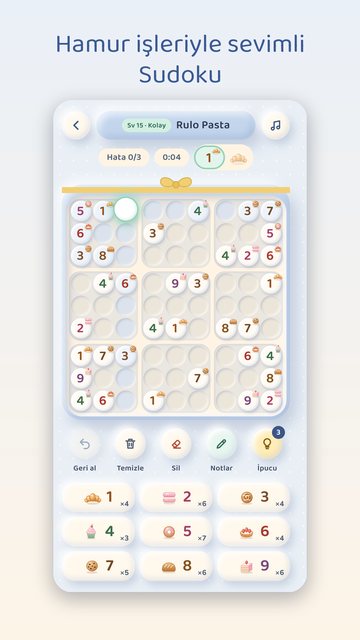 Hamur işleriyle sevimli
Sudoku
Sv 15 · Kolay Rulo Pasta
Hata 0/3 0:04 1
5 1 4 3 7
6 3 5
3 8 4 2 6
4 6 9 3 1
2 4 1 8 7
1 7 3 6 4
9 7 8
4 6 1 9 2
3
Geri al Temizle Sil Notlar İpucu
1 ×4 2 ×6 3 ×4
4 ×3 5 ×7 6 ×4
7 ×5 8 ×6 9 ×6